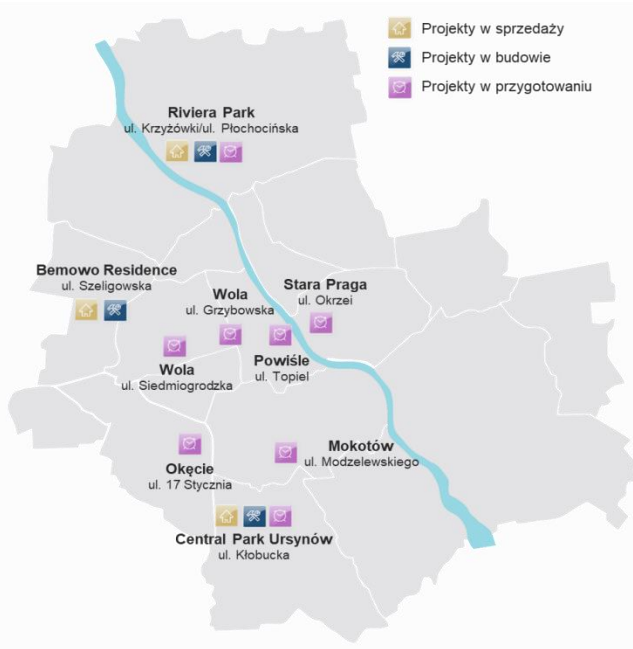 Projekty w sprzedaży
Projekty w budowie
Projekty w przygotowaniu
Riviera Park
ul. Krzyżówki/ul. Płochocińska
Bemowo Residence
ul. Szeligowska
Wola
ul. Grzybowska
Stara Praga
ul. Okrzei
Wola
ul. Siedmiogrodzka
Powiśle
ul. Topiel
Okęcie
ul. 17 Stycznia
Mokotów
ul. Modzelewskiego
Central Park Ursynów
ul. Kłobucka